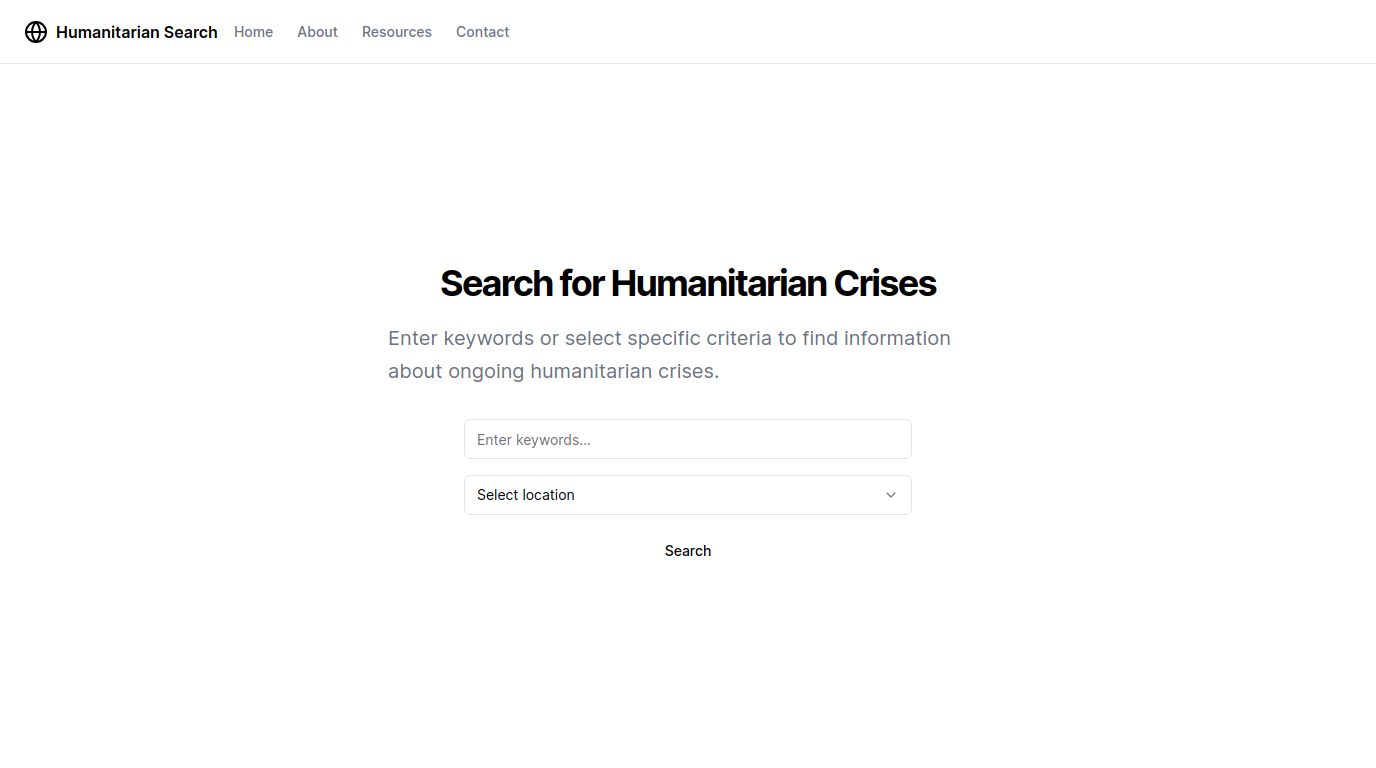 Humanitarian Search Home About Resources Contact
Search for Humanitarian Crises
Enter keywords or select specific criteria to find information
about ongoing humanitarian crises.
Enter keywords...
Select location
Search